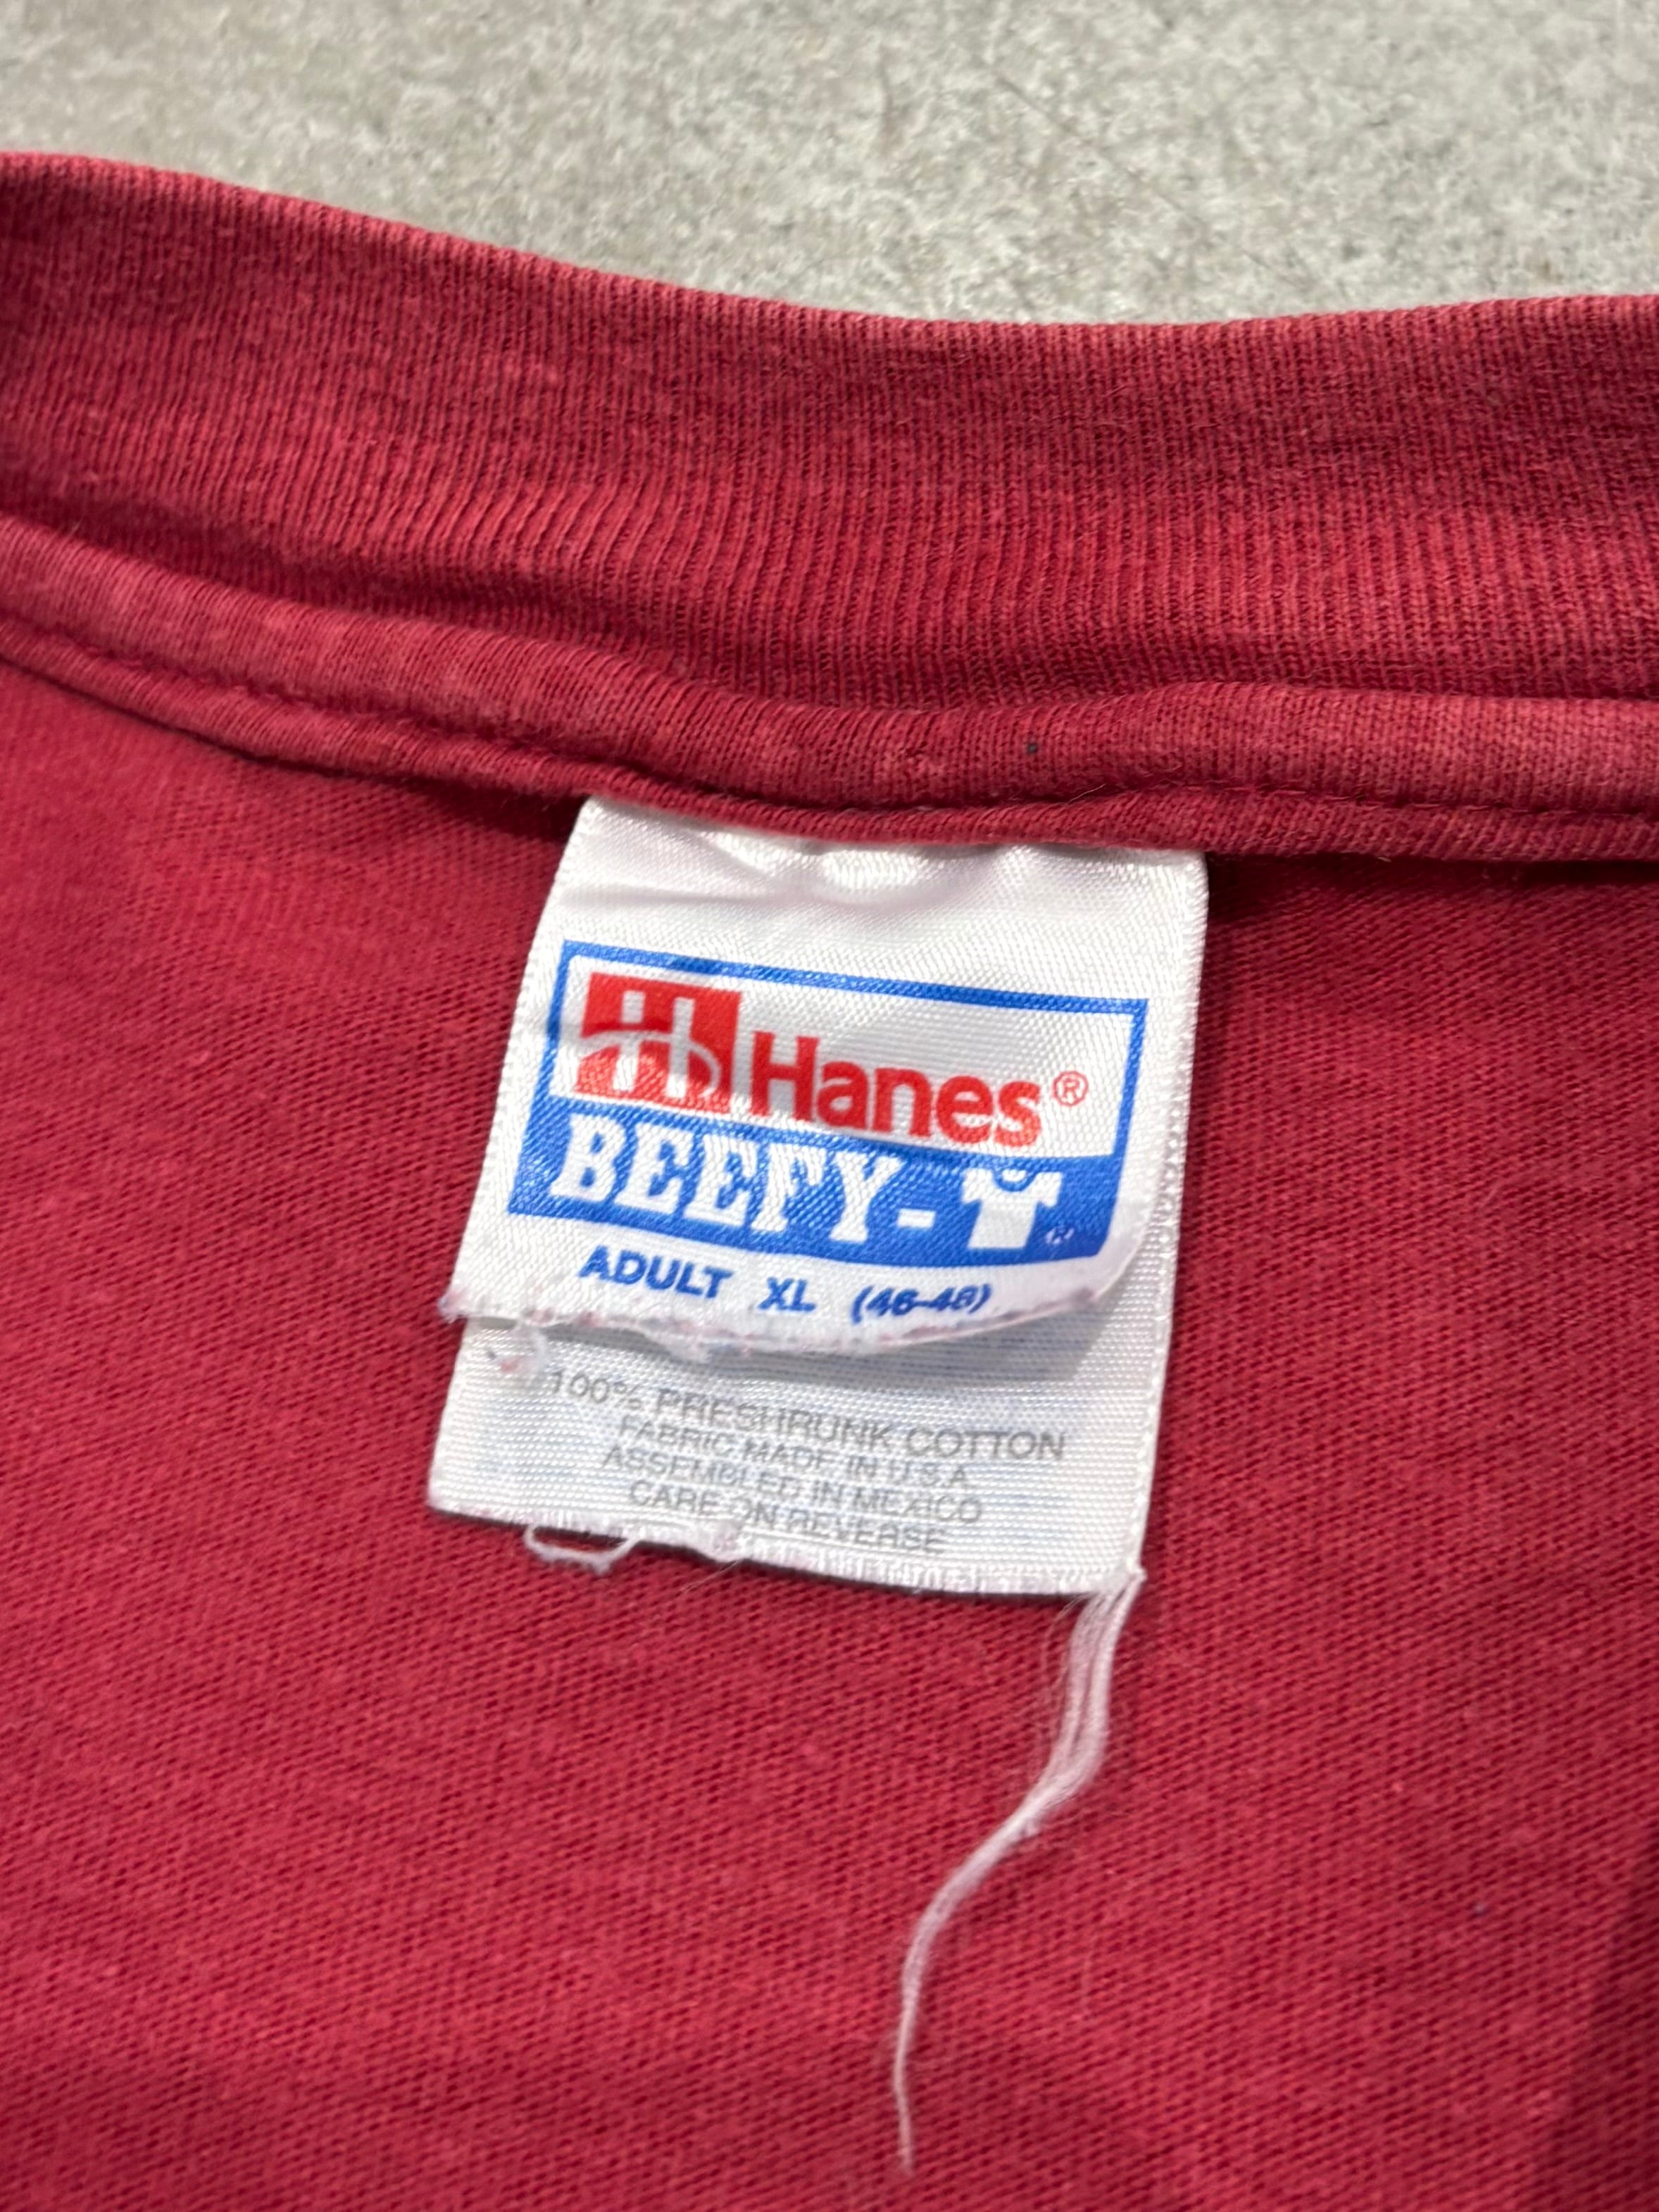 Hanes®
BEEFY-T®
ADULT XL (46-48)
100% PRESHRUNK COTTON
FABRIC MADE IN U.S.A
ASSEMBLED IN MEXICO
CARE ON REVERSE